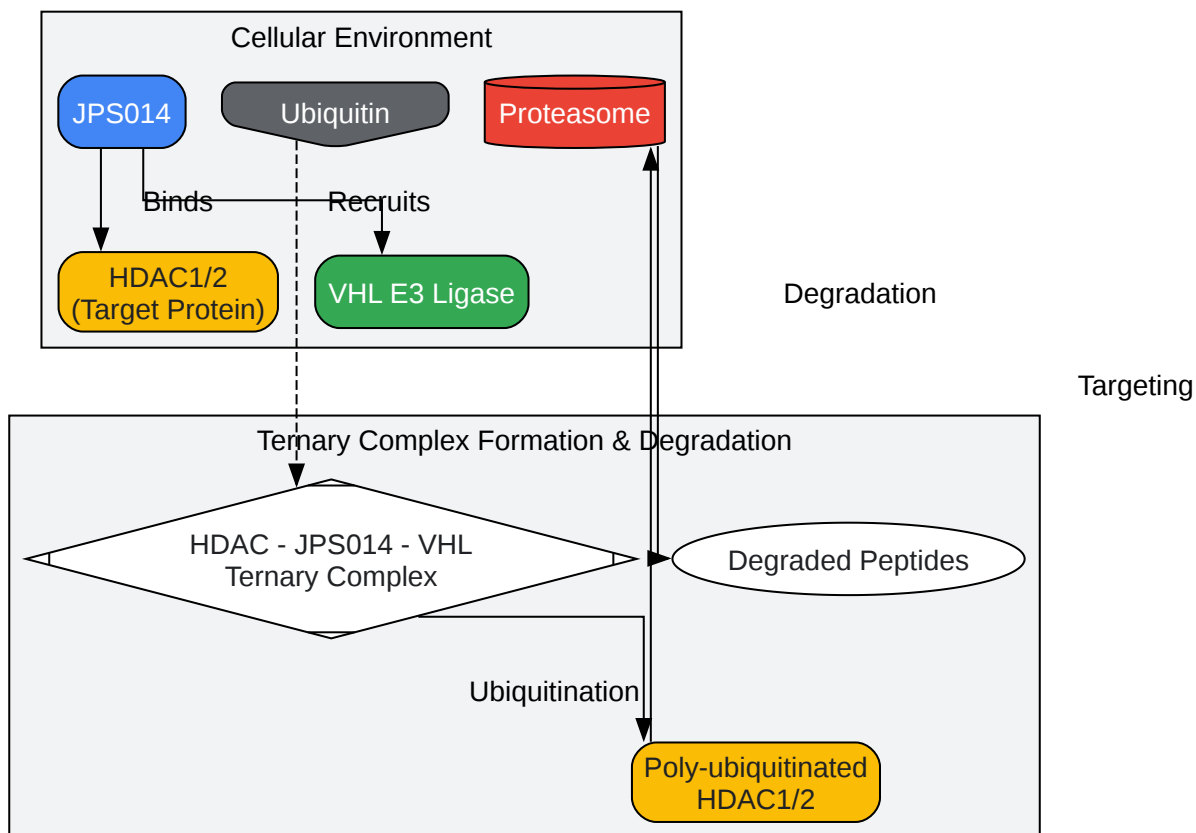 Cellular Environment
JPS014
Ubiquitin
Proteasome
Binds
Recruits
HDAC1/2
(Target Protein)
VHL E3 Ligase
Degradation
Targeting
Ternary Complex Formation & Degradation
HDAC - JPS014 - VHL
Ternary Complex
Degraded Peptides
Ubiquitination
Poly-ubiquitinated
HDAC1/2